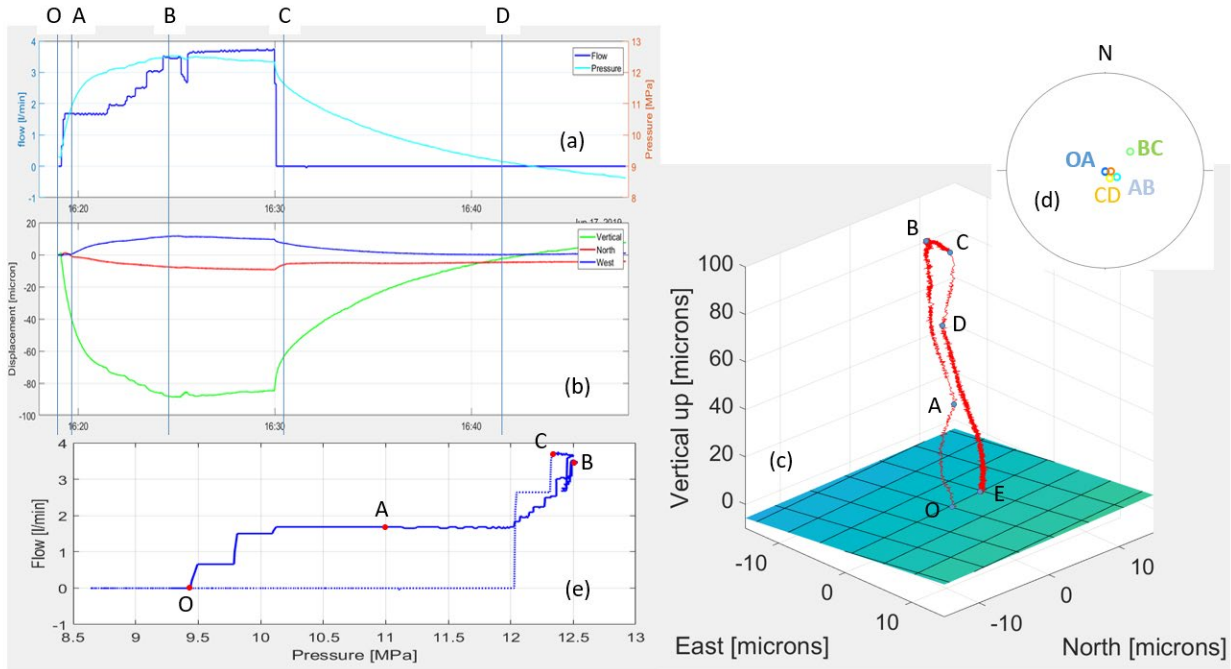 O A B C D
4
3
2
1
0
-1
flow [l/min]
13
12
11
10
9
8
Pressure [MPa]
Flow
Pressure
(a)
16:20 16:30 16:40
20
0
-20
-40
-60
-80
-100
Displacement [micron]
Vertical
North
West
(b)
16:20 16:30 16:40
4
3
2
1
0
-1
Flow [l/min]
O
A
C
B
(e)
8.5 9 9.5 10 10.5 11 11.5 12 12.5 13
Pressure [MPa]
N
BC
OA
AB
CD
(d)
100
80
60
40
20
0
Vertical up [microns]
B
C
D
A
(c)
E
O
-10 0 10
East [microns]
-10 0 10
North [microns]